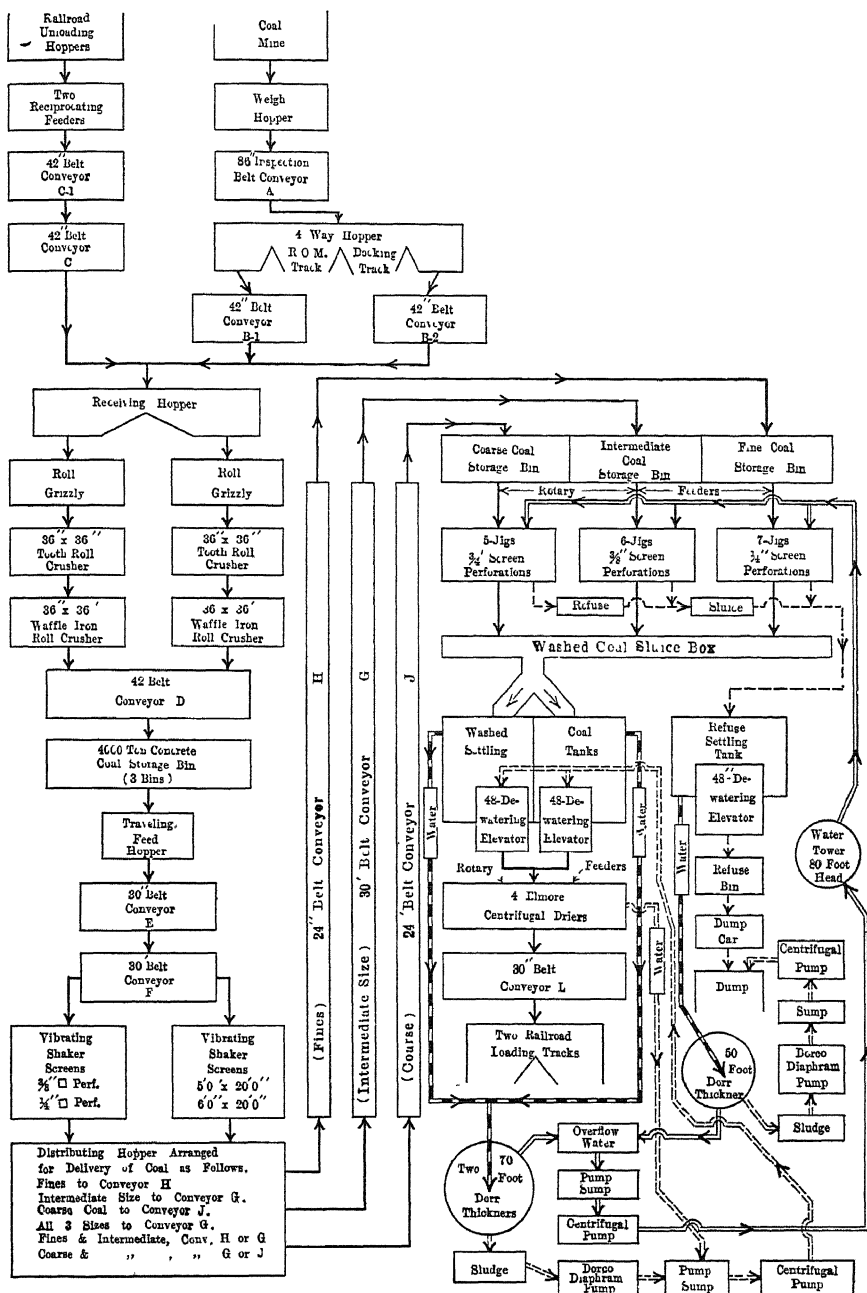 Railroad
Unloading
Hoppers
Coal
Mine
Two
Reciprocating
Feeders
Weigh
Hopper
42" Belt
Conveyor
C-1
36" Inspection
Belt Conveyor
A
42" Belt
Conveyor
C
4 Way Hopper
R O M. Docking
Track Track
42" Belt
Conveyor
B-1
42" Belt
Conveyor
B-2
Receiving Hopper
Roll
Grizzly
Roll
Grizzly
36" x 36"
Tooth Roll
Crusher
36" x 36"
Tooth Roll
Crusher
36" x 36'
Waffle Iron
Roll Crusher
36 x 36'
Waffle Iron
Roll Crusher
42 Belt
Conveyor D
4000 Ton Concrete
Coal Storage Bin
(3 Bins)
Traveling
Feed
Hopper
30" Belt
Conveyor
E
30' Belt
Conveyor
F
Vibrating
Shaker
Screens
3/8" □ Perf.
1/4" □ Perf.
Vibrating
Shaker
Screens
5'0 x 20'0"
6'0" x 20'0"
Distributing Hopper Arranged
for Delivery of Coal as Follows.
Fines to Conveyor H
Intermediate Size to Conveyor G.
Coarse Coal to Conveyor J.
All 3 Sizes to Conveyor G.
Fines & Intermediate, Conv, H or G
Coarse & ,, , ,, G or J
(Fines) 24" Belt Conveyor H
(Intermediate Size) 30' Belt Conveyor G
(Course) 24' Belt Conveyor J
Coarse Coal
Storage Bin
Intermediate
Coal
Storage Bin
Fine Coal
Storage Bin
Rotary Feeders
5-Jigs
3/4' Screen
Perforations
6-Jigs
3/8" Screen
Perforations
7-Jigs
1/4" Screen
Perforations
Refuse
Sluice
Washed Coal Sluice Box
Washed
Settling
Coal
Tanks
Refuse
Settling
Tank
48-De-
watering
Elevator
48-De-
watering
Elevator
48"-De-
watering
Elevator
Water
Water
Water
Water
Tower
80 Foot
Head
Rotary Feeders
4 Elmore
Centrifugal Driers
Refuse
Bin
Dump
Car
Water
Centrifugal
Pump
30" Belt
Conveyor L
Dump
Sump
Two Railroad
Loading Tracks
50
Foot
Dorr
Thickner
Dorco
Diaphram
Pump
Sludge
Two 70
Foot
Dorr
Thickners
Overflow
Water
Pump
Sump
Centrifugal
Pump
Sludge
Dorco
Diaphram
Pump
Pump
Sump
Centrifugal
Pump